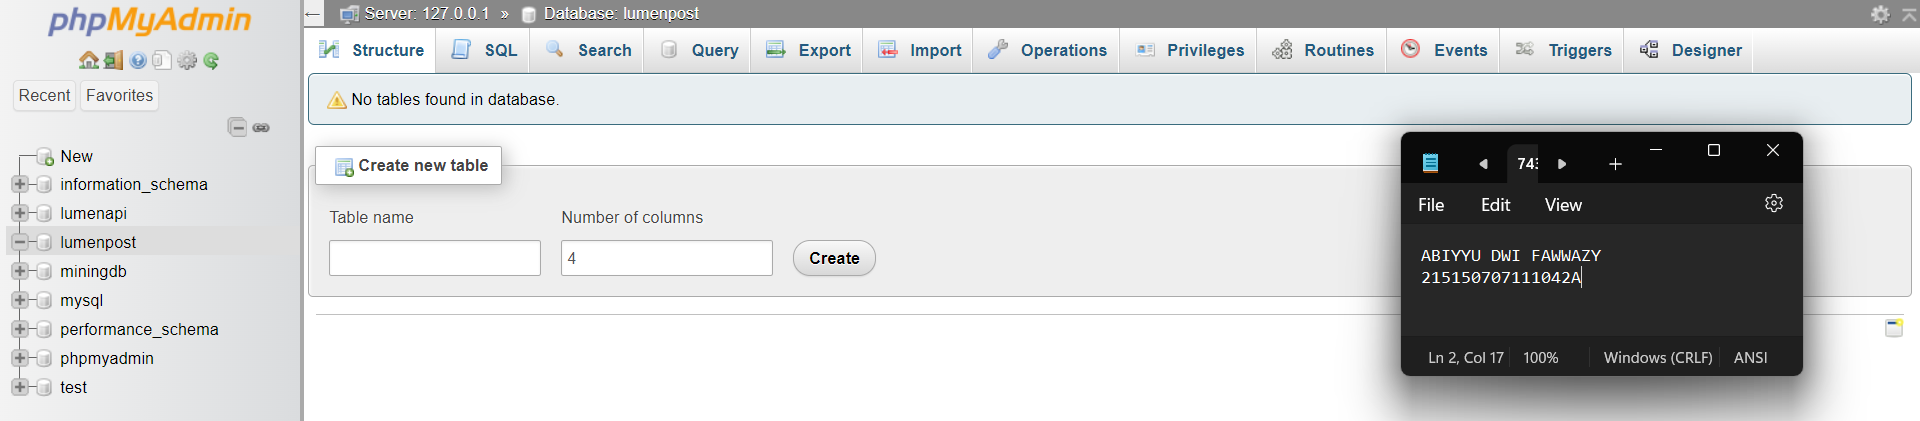 phpMyAdmin
Recent Favorites
New
information_schema
lumenapi
lumenpost
miningdb
mysql
performance_schema
phpmyadmin
test
Server: 127.0.0.1 » Database: lumenpost
Structure SQL Search Query Export Import Operations Privileges Routines Events Triggers Designer
No tables found in database.
Create new table
Table name Number of columns
4 Create
File Edit View
ABIYYU DWI FAWWAZY
215150707111042A
Ln 2, Col 17 100% Windows (CRLF) ANSI